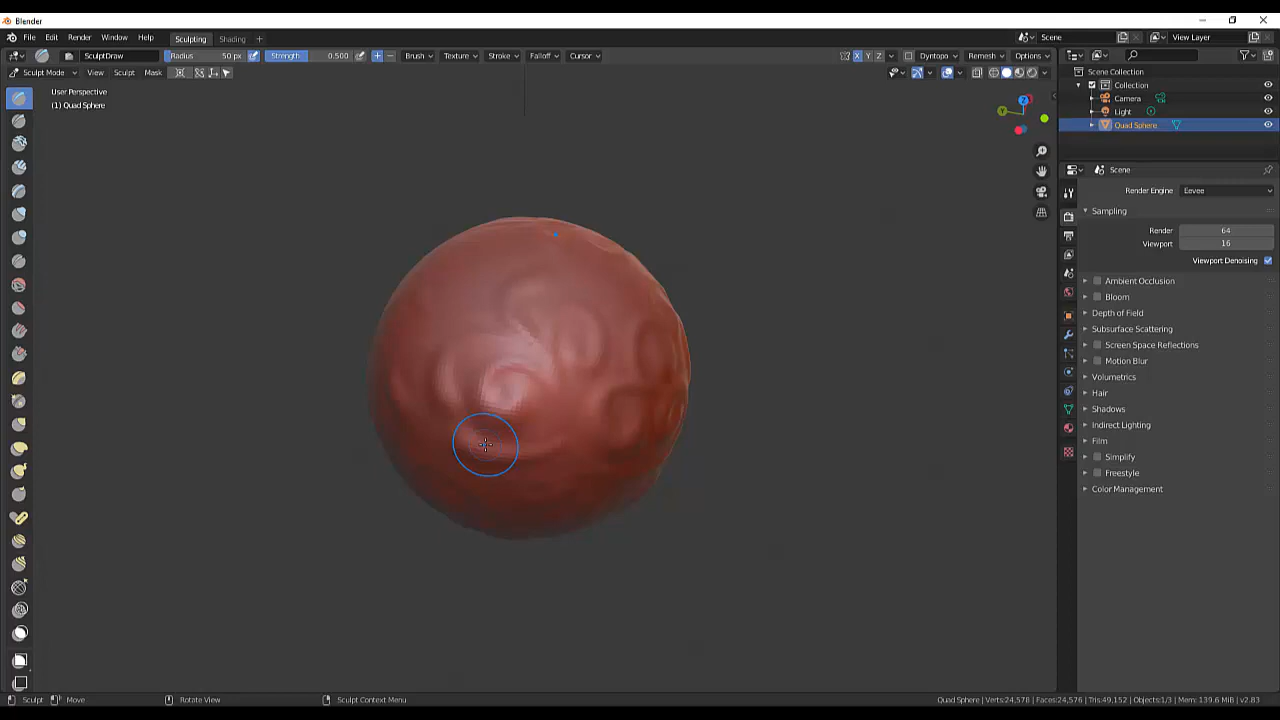 Blender
File Edit Render Window Help Sculpting Shading + Scene View Layer
SculptDraw Radius 50 px Strength 0.500 Brush Texture Stroke Falloff Cursor X Y Z Dyntopo Remesh Options
Sculpt Mode View Sculpt Mask
User Perspective
(1) Quad Sphere
Scene Collection
Collection
Camera
Light
Quad Sphere
Scene
Render Engine Eevee
Sampling
Render 64
Viewport 16
Viewport Denoising
Ambient Occlusion
Bloom
Depth of Field
Subsurface Scattering
Screen Space Reflections
Motion Blur
Volumetrics
Hair
Shadows
Indirect Lighting
Film
Simplify
Freestyle
Color Management
Sculpt Move Rotate View Sculpt Context Menu Quad Sphere | Verts:24,578 | Faces:24,576 | Tris:49,152 | Objects:1/3 | Mem: 139.6 MiB | v2.83